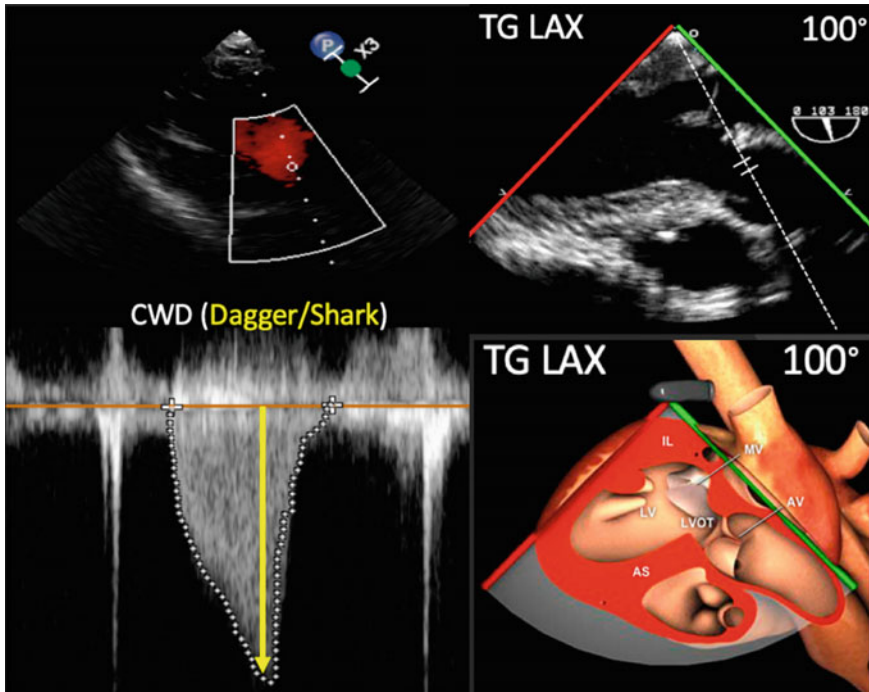 P
X3
TG LAX 100°
0 103 180
CWD (Dagger/Shark)
TG LAX 100°
IL
MV
AV
LV
LVOT
AS